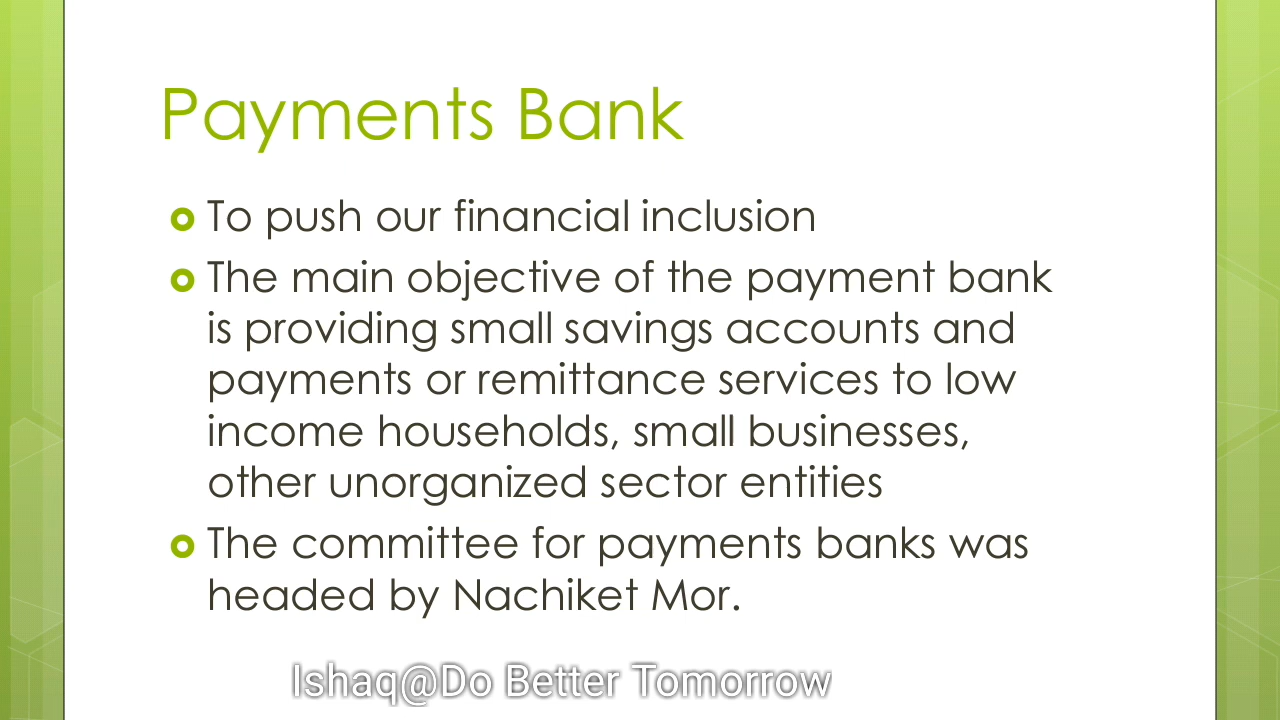 Payments Bank
To push our financial inclusion
The main objective of the payment bank
is providing small savings accounts and
payments or remittance services to low
income households, small businesses,
other unorganized sector entities
The committee for payments banks was
headed by Nachiket Mor.
Ishaq@Do Better Tomorrow